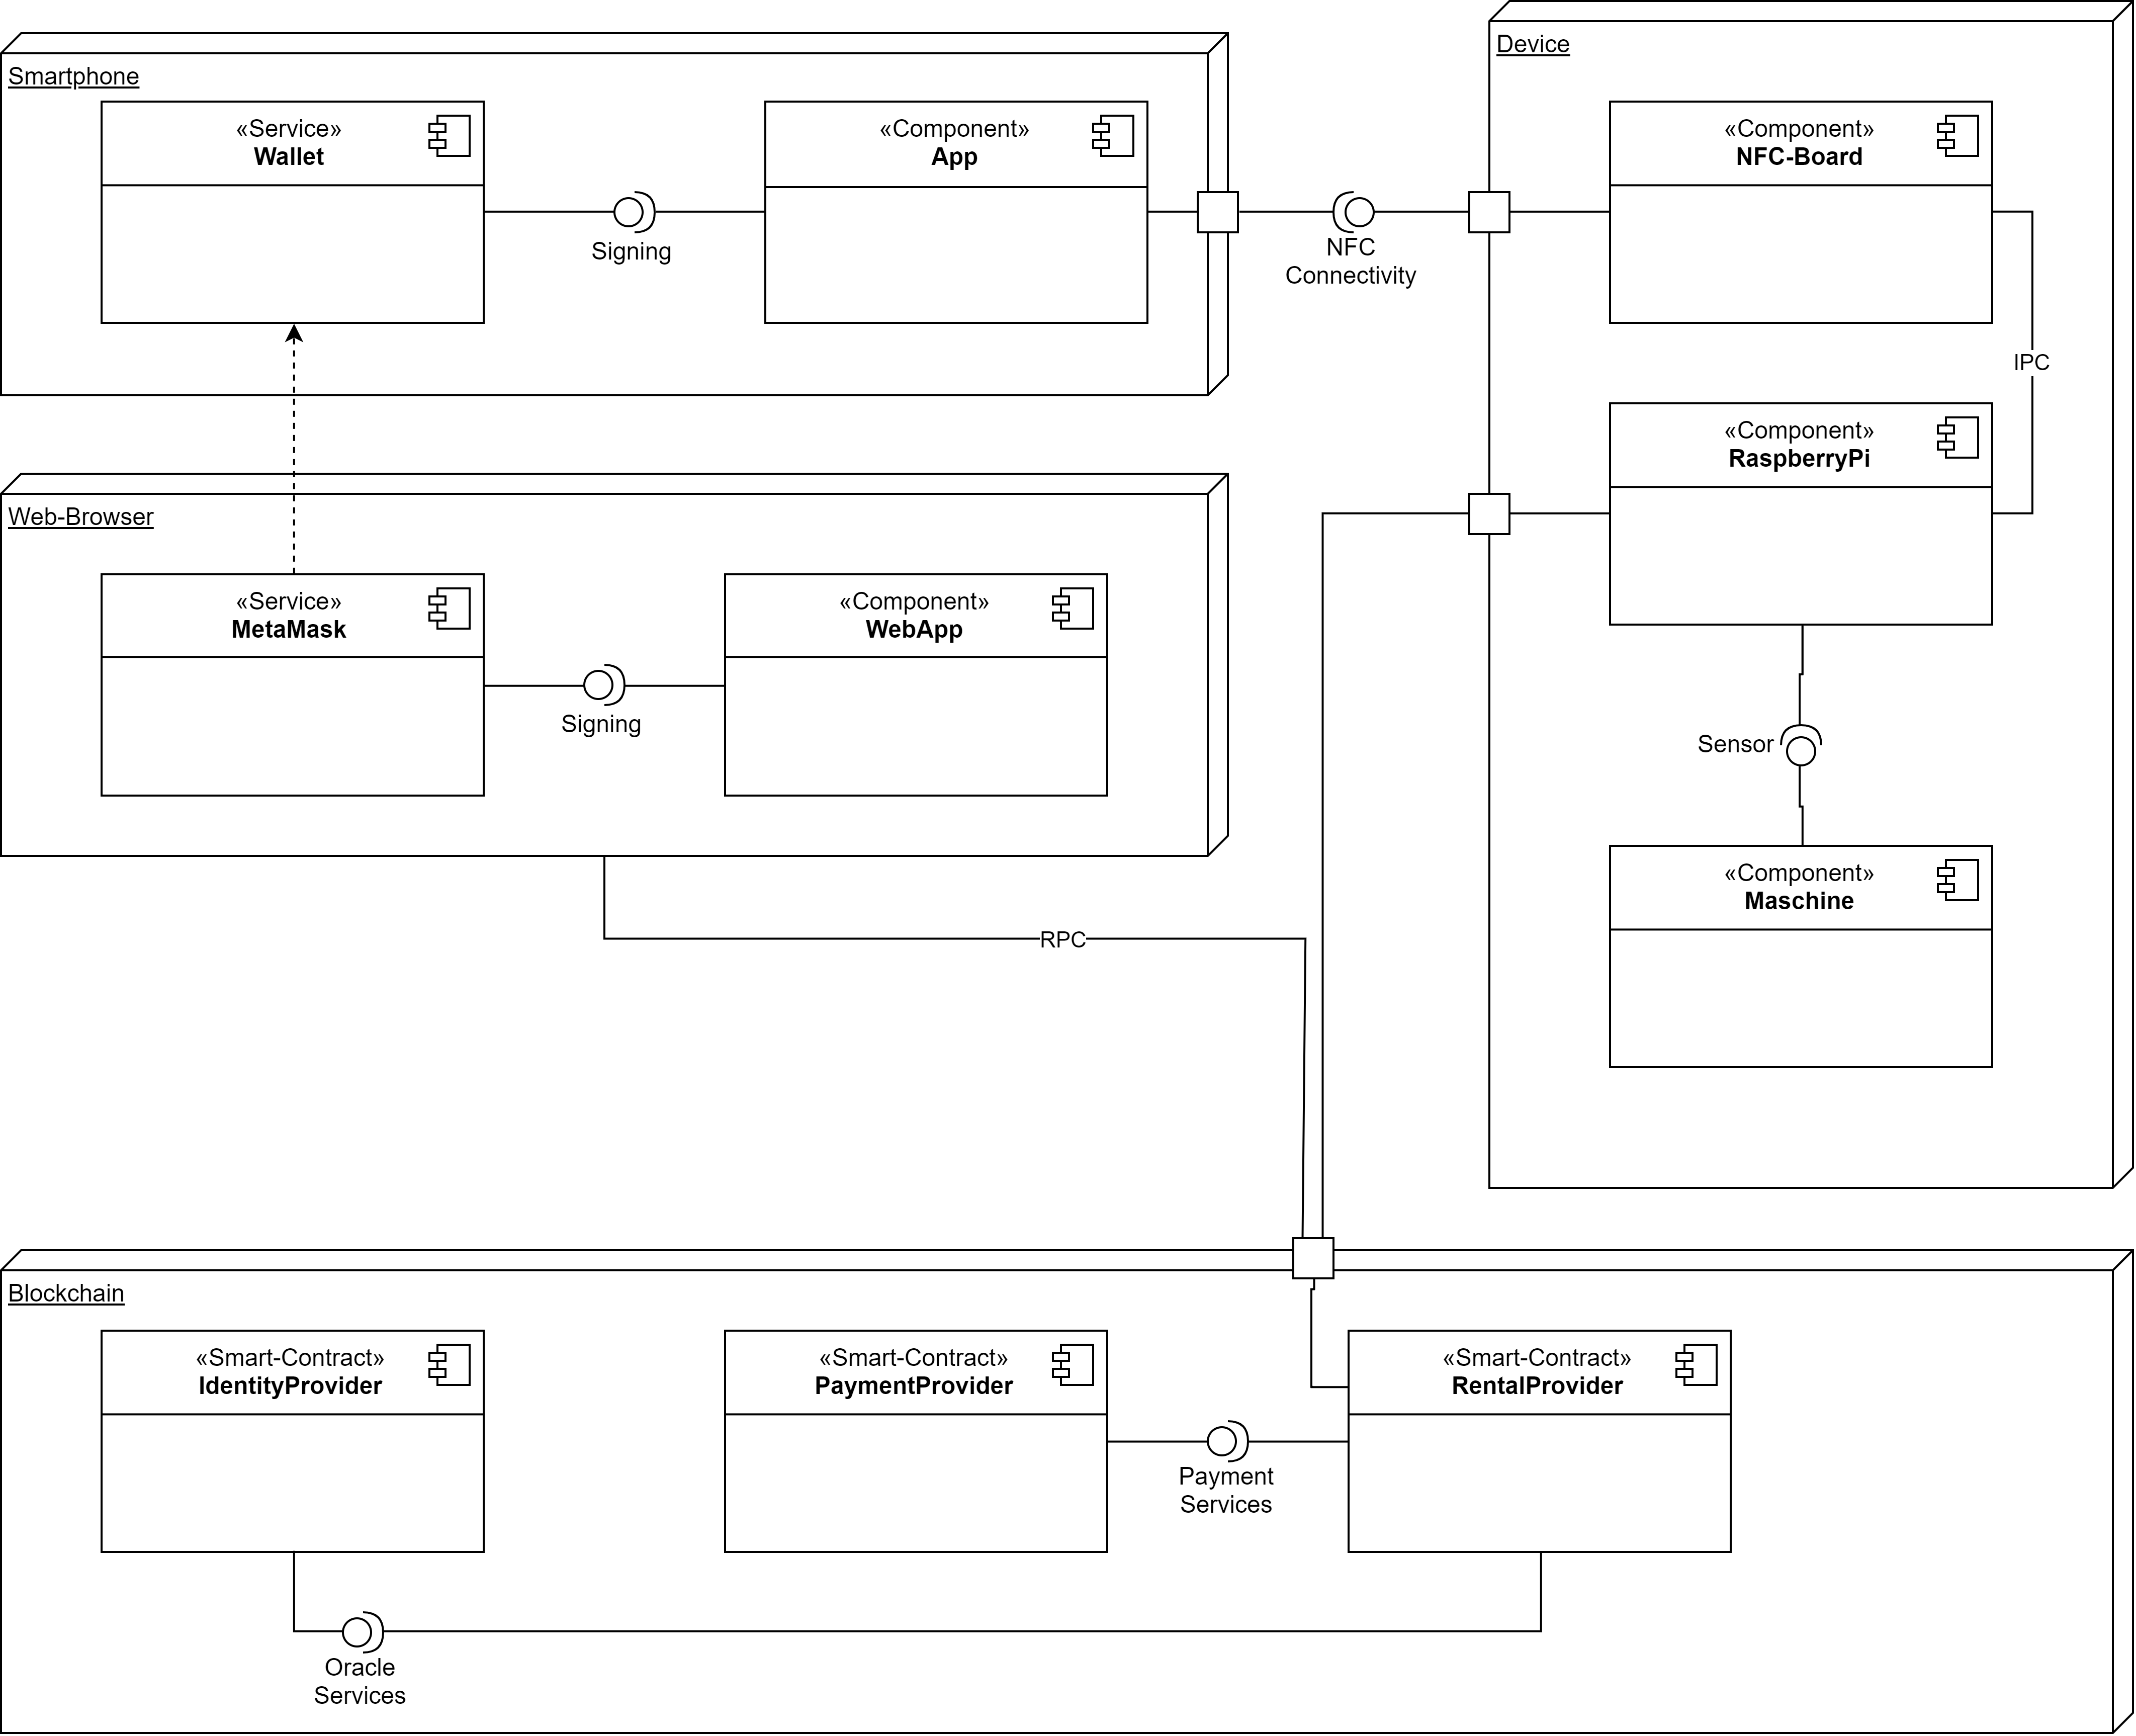 Smartphone
«Service»
Wallet
Signing
«Component»
App
NFC
Connectivity
Device
«Component»
NFC-Board
IPC
«Component»
RaspberryPi
Sensor
«Component»
Maschine
Web-Browser
«Service»
MetaMask
Signing
«Component»
WebApp
RPC
Blockchain
«Smart-Contract»
IdentityProvider
«Smart-Contract»
PaymentProvider
Payment
Services
«Smart-Contract»
RentalProvider
Oracle
Services